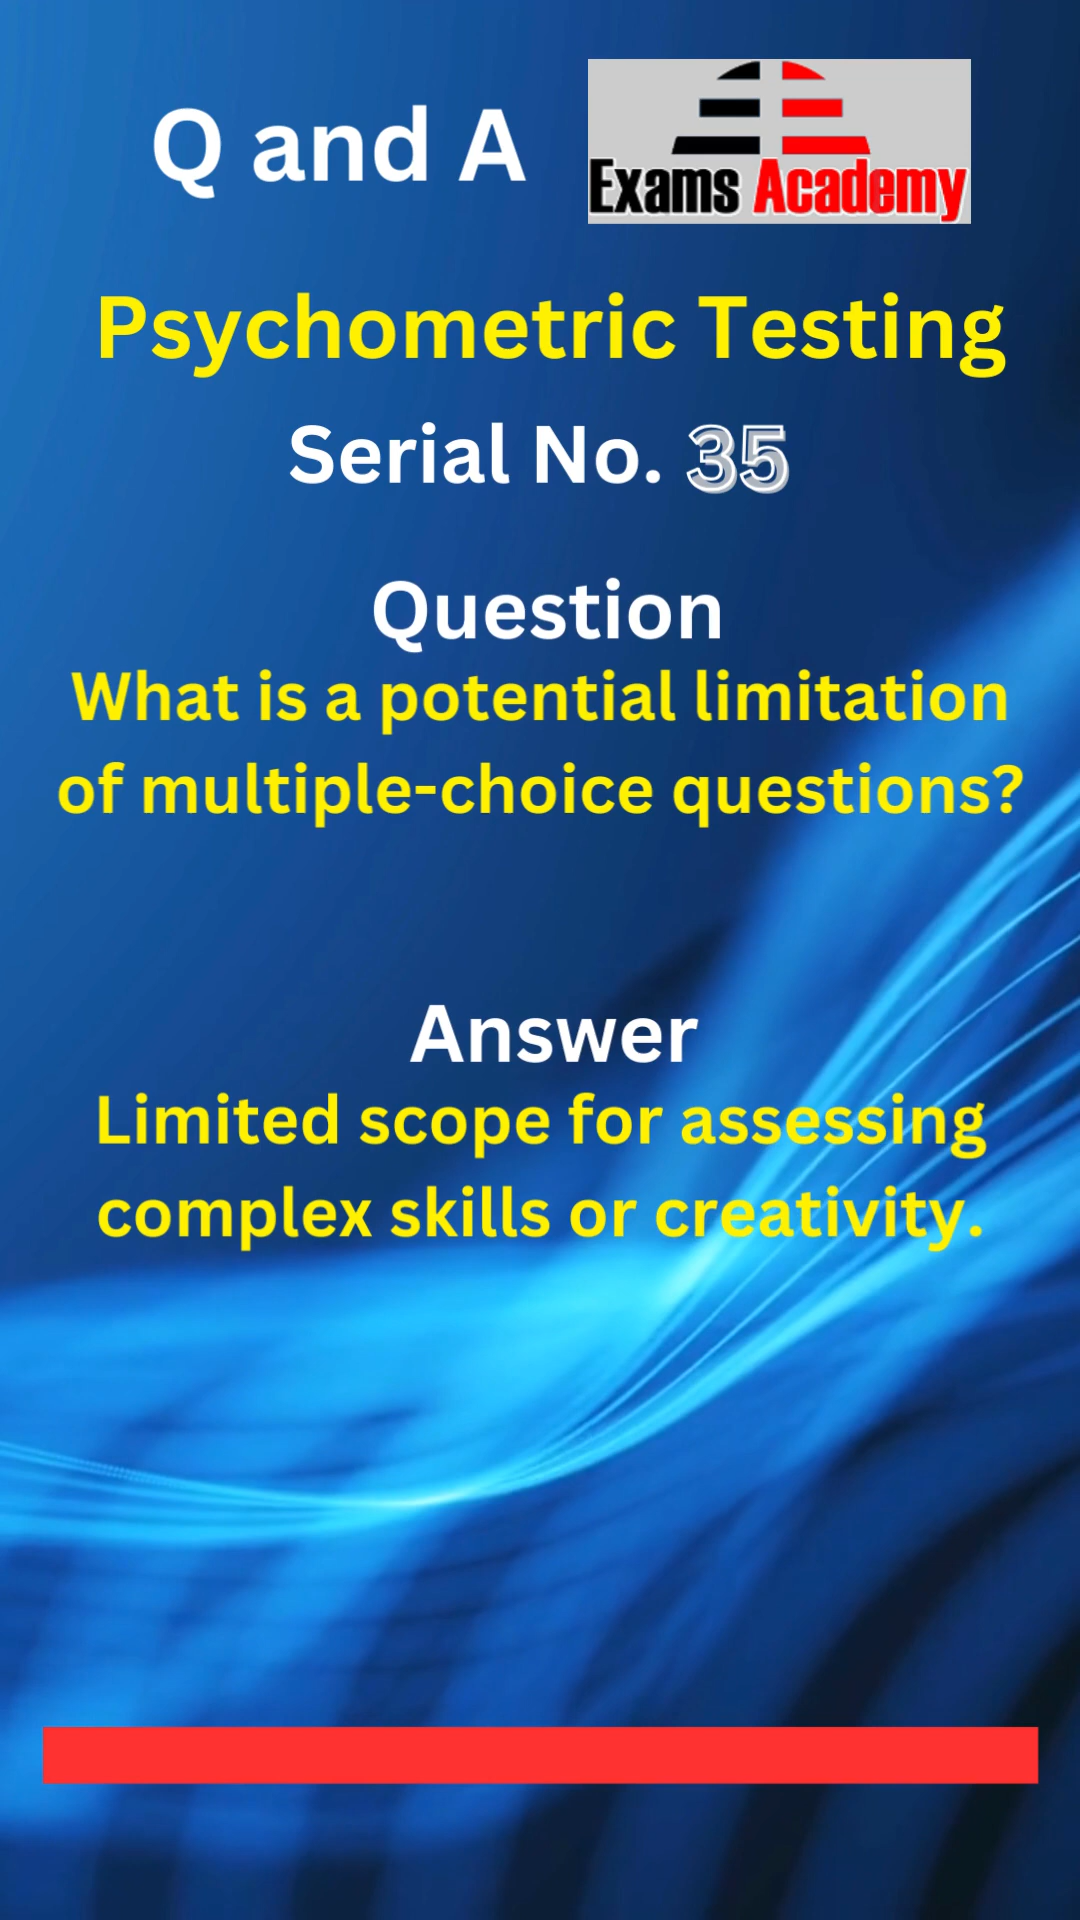 Q and A
Exams Academy
Psychometric Testing
Serial No. 35
Question
What is a potential limitation
of multiple-choice questions?
Answer
Limited scope for assessing
complex skills or creativity.